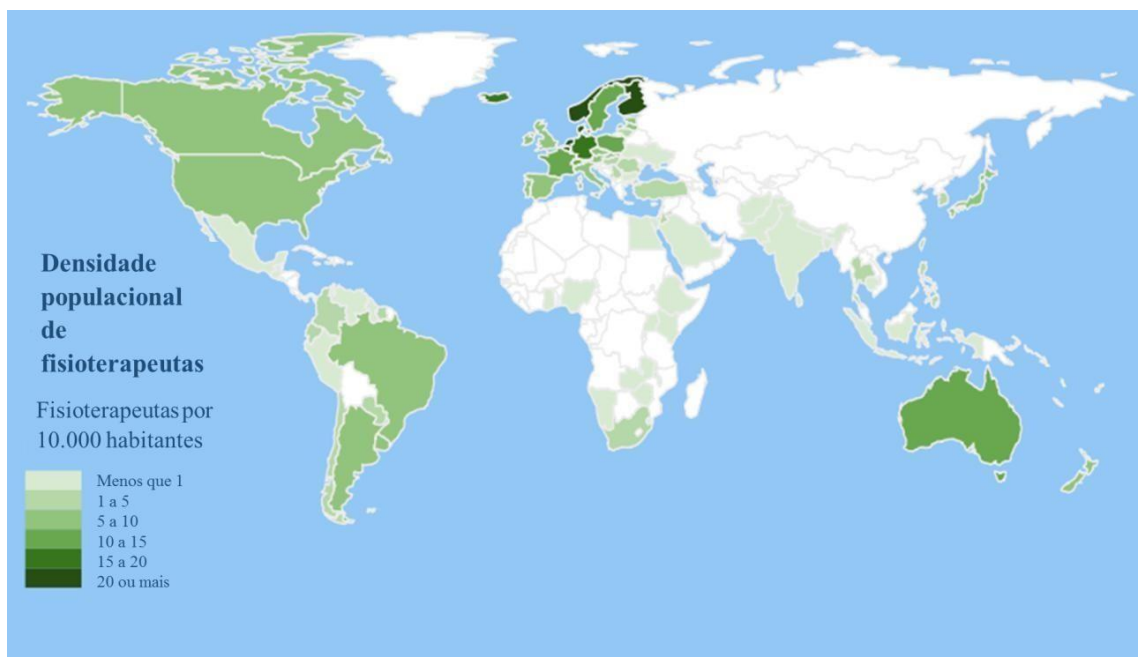 Densidade
populacional
de
fisioterapeutas
Fisioterapeutas por
10.000 habitantes
Menos que 1
1 a 5
5 a 10
10 a 15
15 a 20
20 ou mais